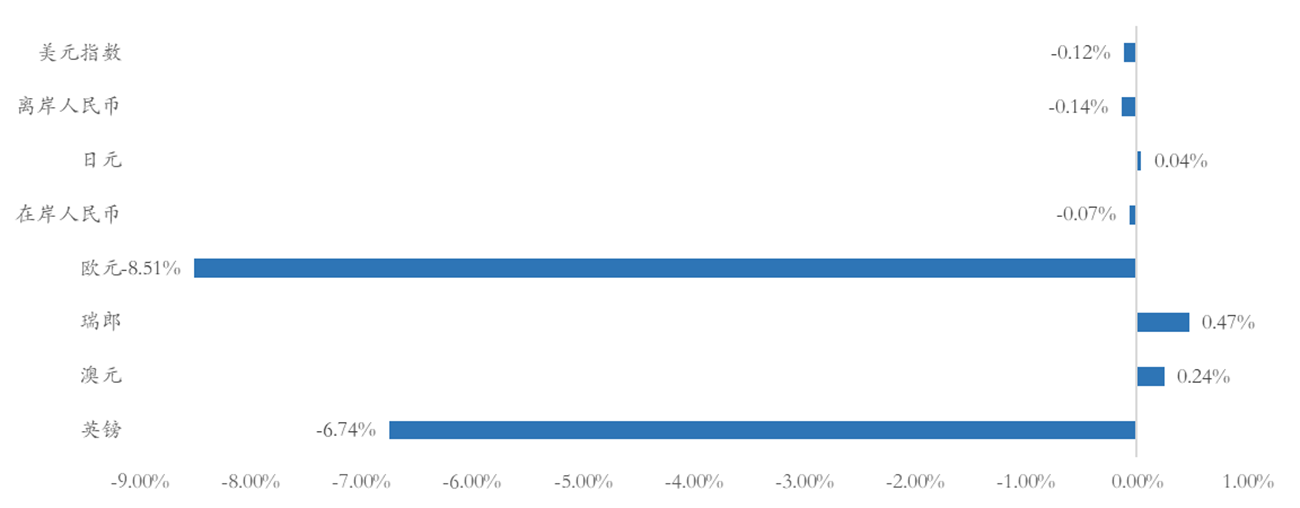 美元指数 -0.12%
离岸人民币 -0.14%
日元 0.04%
在岸人民币 -0.07%
欧元 -8.51%
瑞郎 0.47%
澳元 0.24%
英镑 -6.74%
-9.00% -8.00% -7.00% -6.00% -5.00% -4.00% -3.00% -2.00% -1.00% 0.00% 1.00%